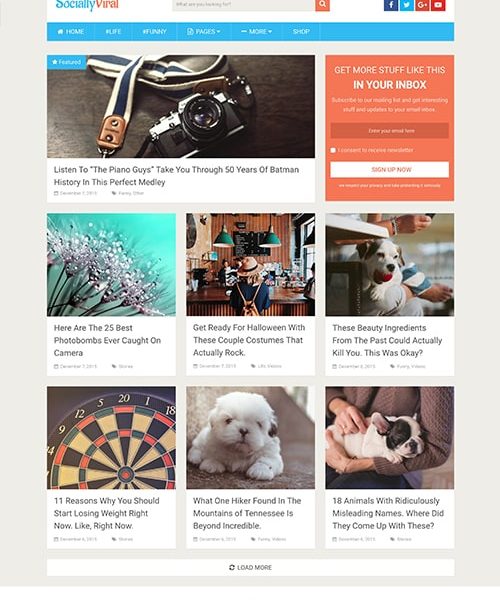 SociallyViral
What are you looking for?
HOME #LIFE #FUNNY PAGES MORE SHOP
Featured
Listen To "The Piano Guys" Take You Through 50 Years Of Batman
History In This Perfect Medley
December 7, 2015 Funny, Other
GET MORE STUFF LIKE THIS
IN YOUR INBOX
Subscribe to our mailing list and get interesting
stuff and updates to your email inbox.
Enter your email here
I consent to receive newsletter
SIGN UP NOW
we respect your privacy and take protecting it seriously
Here Are The 25 Best
Photobombs Ever Caught On
Camera
December 7, 2015 Stories
Get Ready For Halloween With
These Couple Costumes That
Actually Rock.
December 7, 2015 Life, Videos
These Beauty Ingredients
From The Past Could Actually
Kill You. This Was Okay?
December 6, 2015 Funny, Videos
11 Reasons Why You Should
Start Losing Weight Right
Now. Like, Right Now.
December 6, 2015 Stories
What One Hiker Found In The
Mountains of Tennessee Is
Beyond Incredible.
December 6, 2015 Funny, Videos
18 Animals With Ridiculously
Misleading Names. Where Did
They Come Up With These?
December 6, 2015 Stories
LOAD MORE